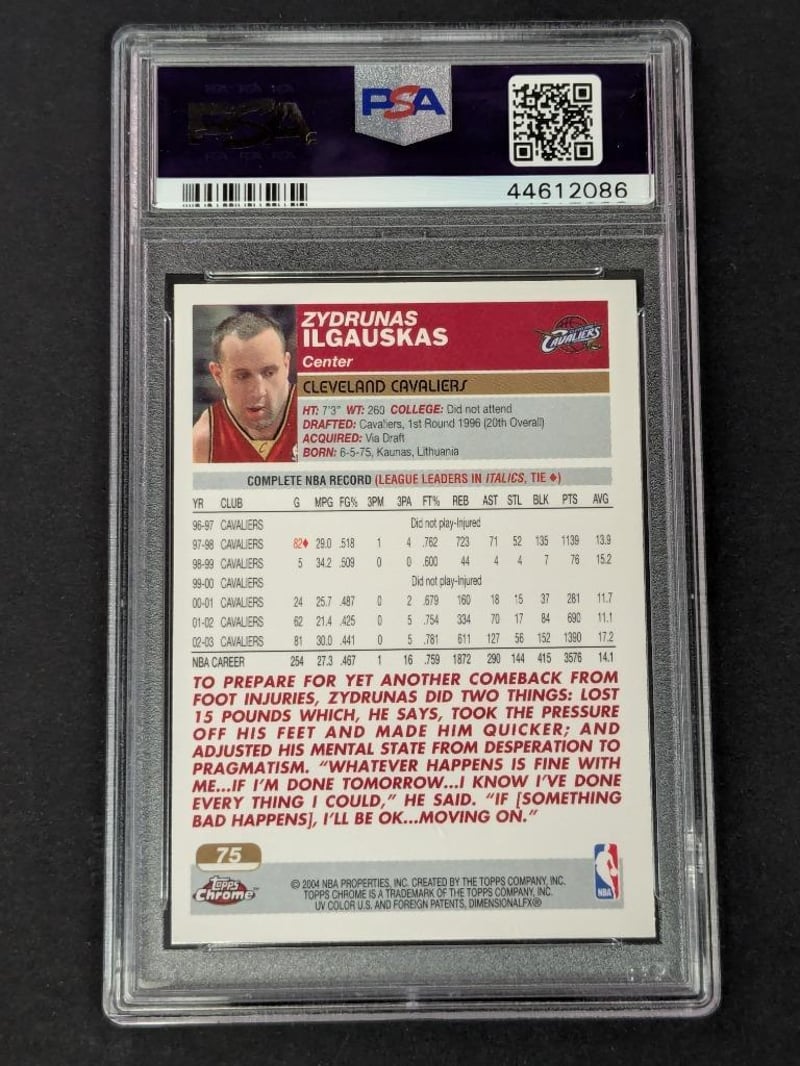 PSA
PSA
44612086
ZYDRUNAS
ILGAUSKAS
CAVALIERS
Center
CLEVELAND CAVALIERS
HT: 7'3" WT: 260 COLLEGE: Did not attend
DRAFTED: Cavaliers, 1st Round 1996 (20th Overall)
ACQUIRED: Via Draft
BORN: 6-5-75, Kaunas, Lithuania
COMPLETE NBA RECORD (LEAGUE LEADERS IN ITALICS, TIE ♦)
YR CLUB G MPG FG% 3PM 3PA FT% REB AST STL BLK PTS AVG
96-97 CAVALIERS Did not play-Injured
97-98 CAVALIERS 82♦ 29.0 .518 1 4 .762 723 71 52 135 1139 13.9
98-99 CAVALIERS 5 34.2 .509 0 0 .600 44 4 4 7 76 15.2
99-00 CAVALIERS Did not play-Injured
00-01 CAVALIERS 24 25.7 .487 0 2 .679 160 18 15 37 281 11.7
01-02 CAVALIERS 62 21.4 .425 0 5 .754 334 70 17 84 690 11.1
02-03 CAVALIERS 81 30.0 .441 0 5 .781 611 127 56 152 1390 17.2
NBA CAREER 254 27.3 .467 1 16 .759 1872 290 144 415 3576 14.1
TO PREPARE FOR YET ANOTHER COMEBACK FROM
FOOT INJURIES, ZYDRUNAS DID TWO THINGS: LOST
15 POUNDS WHICH, HE SAYS, TOOK THE PRESSURE
OFF HIS FEET AND MADE HIM QUICKER; AND
ADJUSTED HIS MENTAL STATE FROM DESPERATION TO
PRAGMATISM. "WHATEVER HAPPENS IS FINE WITH
ME...IF I'M DONE TOMORROW...I KNOW I'VE DONE
EVERY THING I COULD," HE SAID. "IF [SOMETHING
BAD HAPPENS], I'LL BE OK...MOVING ON."
75
Topps
Chrome™
© 2004 NBA PROPERTIES, INC. CREATED BY THE TOPPS COMPANY, INC.
TOPPS CHROME IS A TRADEMARK OF THE TOPPS COMPANY, INC.
UV COLOR U.S. AND FOREIGN PATENTS, DIMENSIONALFX®
NBA